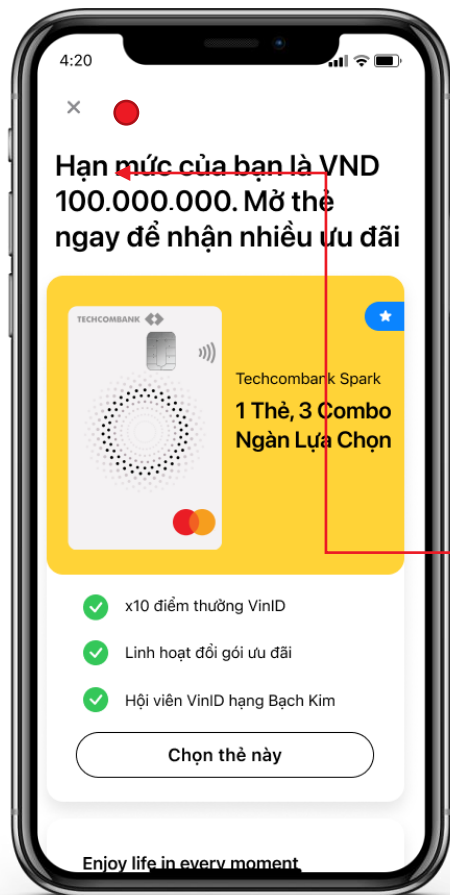 4:20
Hạn mức của bạn là VND
100.000.000. Mở thẻ
ngay để nhận nhiều ưu đãi
TECHCOMBANK
Techcombank Spark
1 Thẻ, 3 Combo
Ngàn Lựa Chọn
x10 điểm thưởng VinID
Linh hoạt đổi gói ưu đãi
Hội viên VinID hạng Bạch Kim
Chọn thẻ này
Enjoy life in every moment